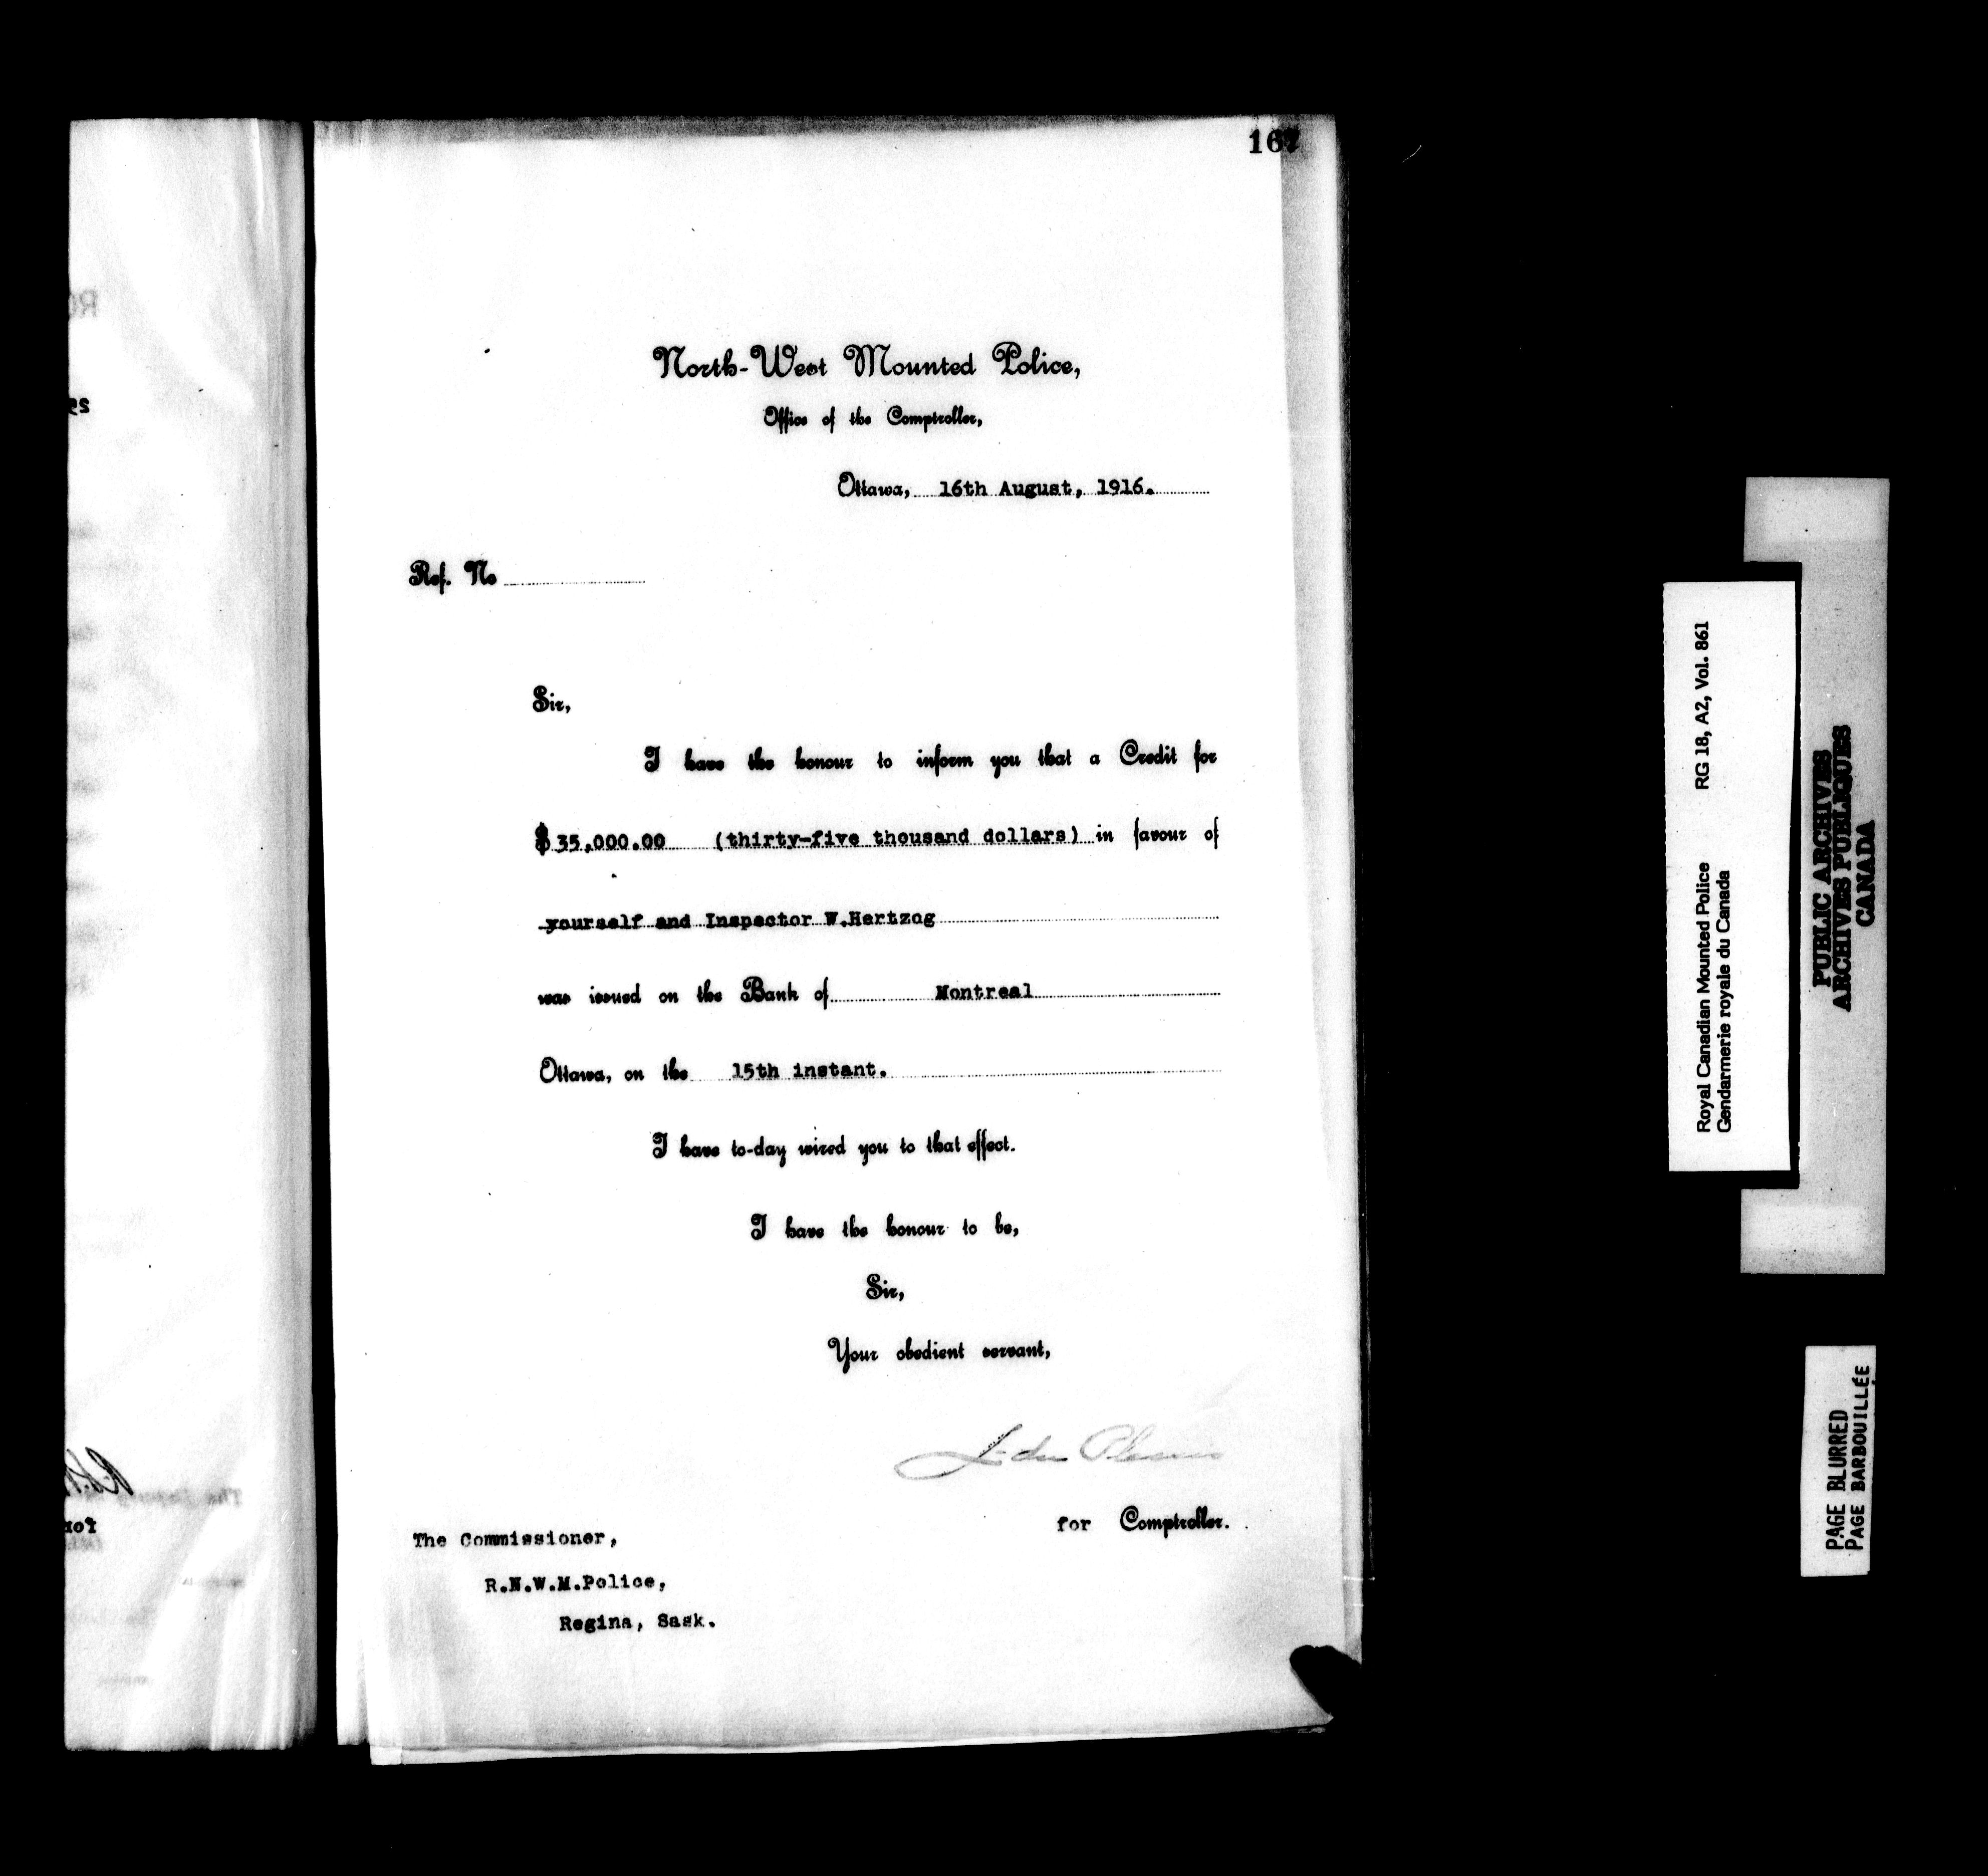 North-West Mounted Police,
Office of the Comptroller,
Ottawa, 16th August, 1916.
Ref. No
Sir,
I have the honour to inform you that a Credit for
$35,000.00 (thirty-five thousand dollars) in favour of
yourself and Inspector W.Hertzog
was issued on the Bank of Montreal
Ottawa, on the 15th instant.
I have to-day wired you to that effect.
I have the honour to be,
Sir,
Your obedient servant,
for Comptroller.
The Commissioner,
R.N.W.M.Police,
Regina, Sask.
Royal Canadian Mounted Police RG 18, A2, Vol. 861
Gendarmerie royale du Canada
PUBLIC ARCHIVES
ARCHIVES PUBLIQUES
CANADA
PAGE BLURRED
PAGE BARBOUILLÉE